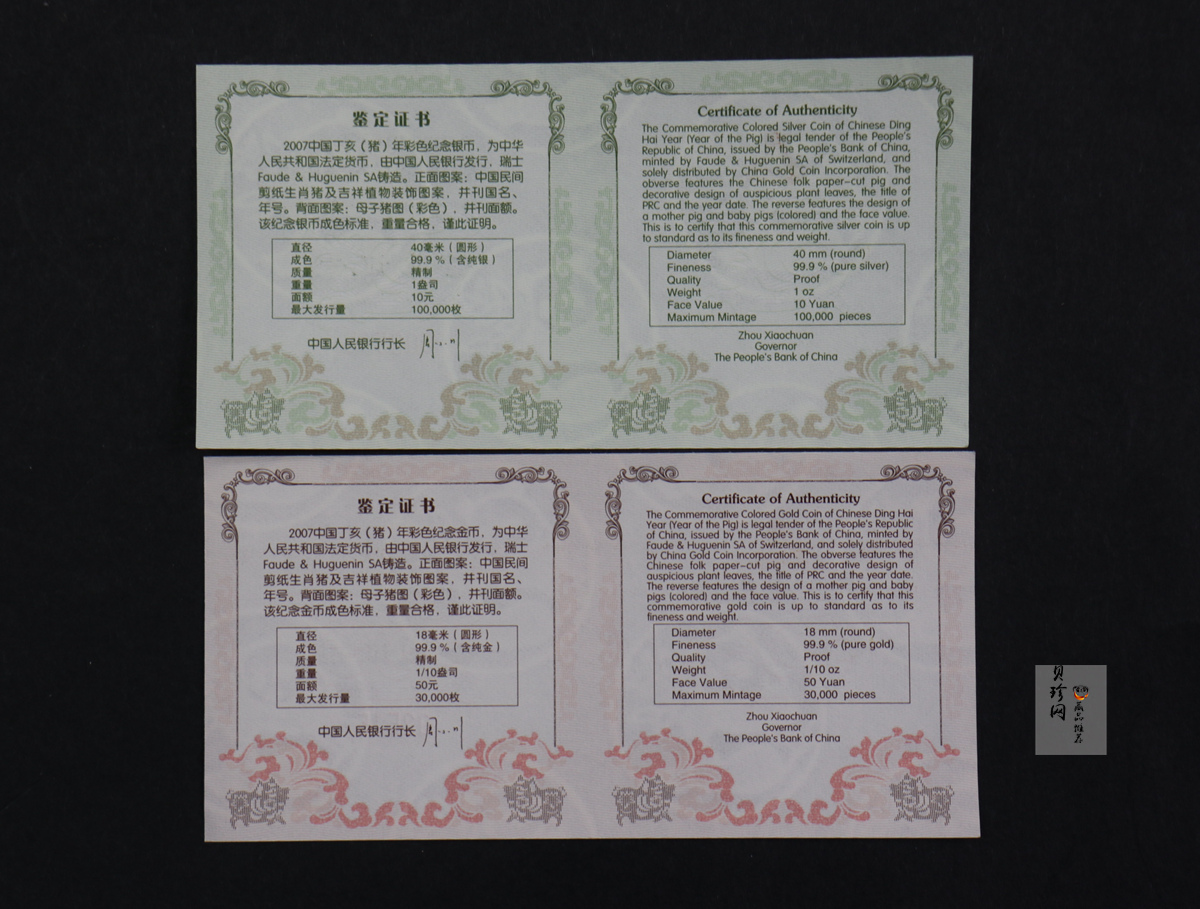 鉴定证书
2007中国丁亥（猪）年彩色纪念银币，为中华
人民共和国法定货币，由中国人民银行发行，瑞士
Faude & Huguenin SA铸造。正面图案：中国民间
剪纸生肖猪及吉祥植物装饰图案，并刊国名、
年号。背面图案：母子猪图（彩色），并刊面额。
该纪念银币成色标准，重量合格，谨此证明。
直径 40毫米（圆形）
成色 99.9％（含纯银）
质量 精制
重量 1盎司
面额 10元
最大发行量 100,000枚
中国人民银行行长
Certificate of Authenticity
The Commemorative Colored Silver Coin of Chinese Ding
Hai Year (Year of the Pig) is legal tender of the People's
Republic of China, issued by the People's Bank of China,
minted by Faude & Huguenin SA of Switzerland, and
solely distributed by China Gold Coin Incorporation. The
obverse features the Chinese folk paper-cut pig and
decorative design of auspicious plant leaves, the title of
PRC and the year date. The reverse features the design of
a mother pig and baby pigs (colored) and the face value.
This is to certify that this commemorative silver coin is up
to standard as to its fineness and weight.
Diameter 40 mm (round)
Fineness 99.9 % (pure silver)
Quality Proof
Weight 1 oz
Face Value 10 Yuan
Maximum Mintage 100,000 pieces
Zhou Xiaochuan
Governor
The People's Bank of China
鉴定证书
2007中国丁亥（猪）年彩色纪念金币，为中华
人民共和国法定货币，由中国人民银行发行，瑞士
Faude & Huguenin SA铸造。正面图案：中国民间
剪纸生肖猪及吉祥植物装饰图案，并刊国名、
年号。背面图案：母子猪图（彩色），并刊面额。
该纪念金币成色标准，重量合格，谨此证明。
直径 18毫米（圆形）
成色 99.9％（含纯金）
质量 精制
重量 1/10盎司
面额 50元
最大发行量 30,000枚
中国人民银行行长
Certificate of Authenticity
The Commemorative Colored Gold Coin of Chinese Ding Hai
Year (Year of the Pig) is legal tender of the People's Republic
of China, issued by the People's Bank of China, minted by
Faude & Huguenin SA of Switzerland, and solely distributed
by China Gold Coin Incorporation. The obverse features the
Chinese folk paper-cut pig and decorative design of
auspicious plant leaves, the title of PRC and the year date.
The reverse features the design of a mother pig and baby
pigs (colored) and the face value. This is to certify that this
commemorative gold coin is up to standard as to its
fineness and weight.
Diameter 18 mm (round)
Fineness 99.9 % (pure gold)
Quality Proof
Weight 1/10 oz
Face Value 50 Yuan
Maximum Mintage 30,000 pieces
Zhou Xiaochuan
Governor
The People's Bank of China
贝珍网
藏品推荐